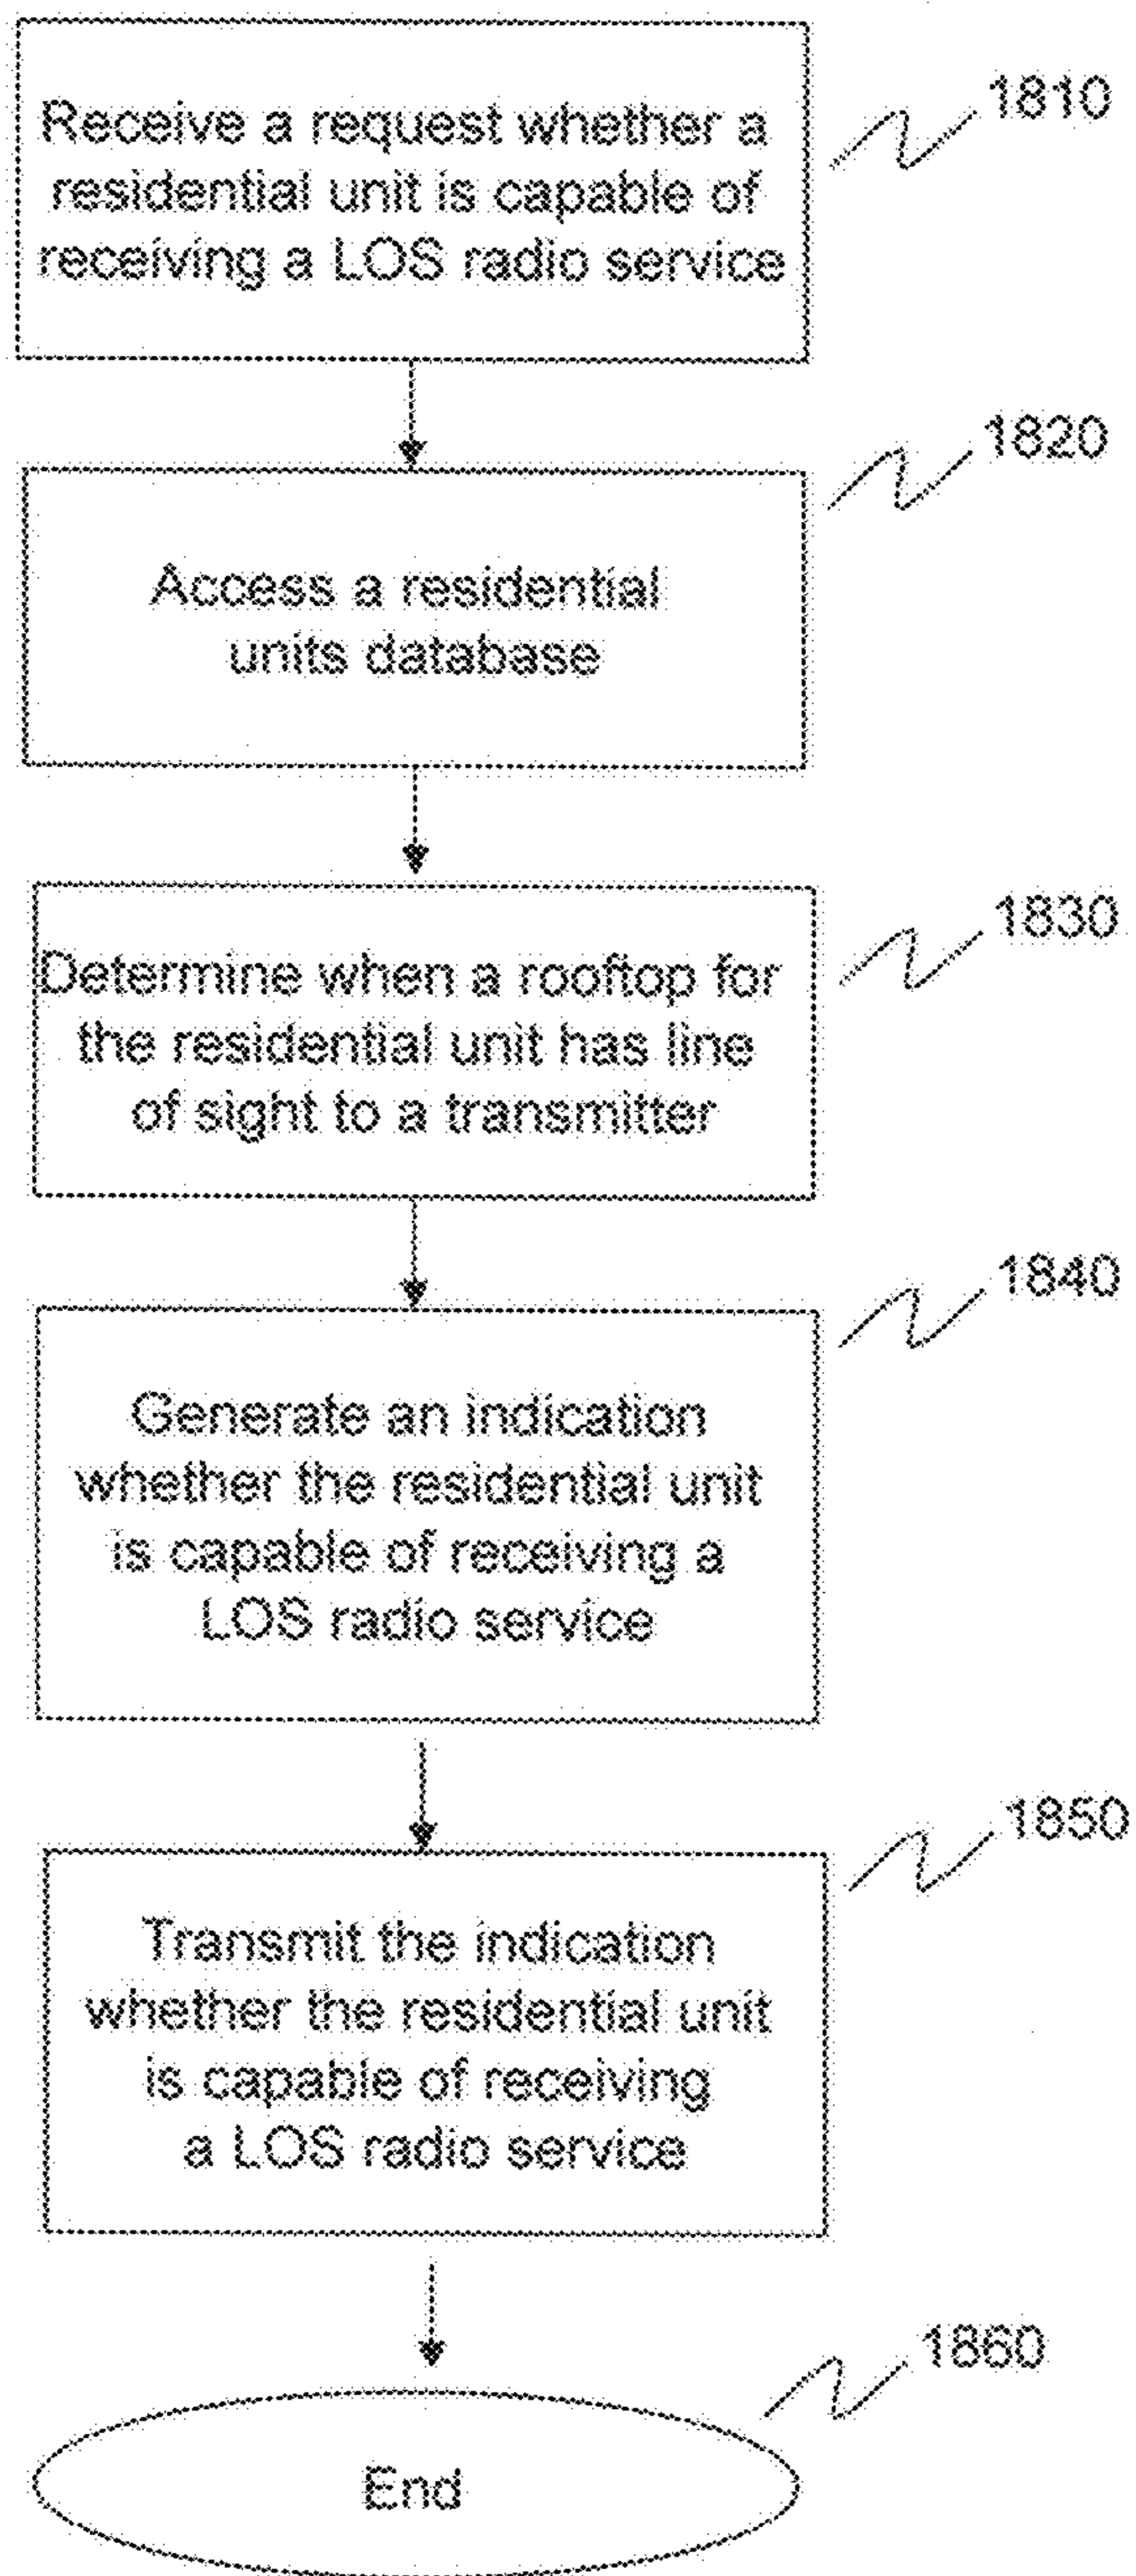 Receive a request whether a
residential unit is capable of
receiving a LOS radio service
1810
Access a residential
units database
1820
Determine when a rooftop for
the residential unit has line
of sight to a transmitter
1830
Generate an indication
whether the residential unit
is capable of receiving a
LOS radio service
1840
Transmit the indication
whether the residential unit
is capable of receiving
a LOS radio service
1850
End
1860